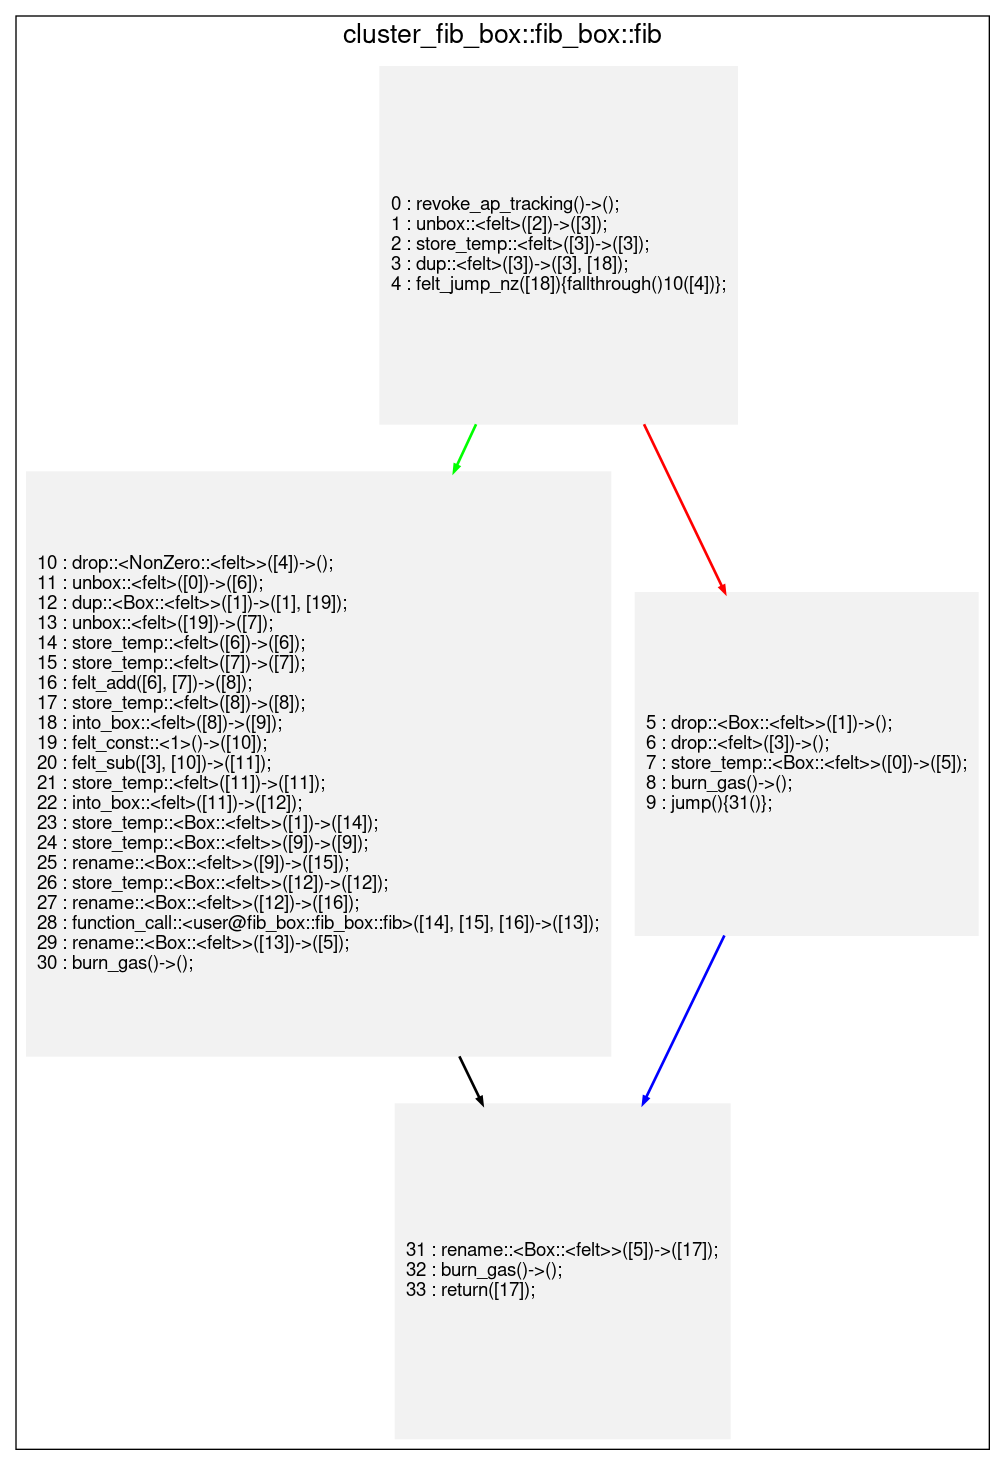 cluster_fib_box::fib_box::fib
0 : revoke_ap_tracking()->();
1 : unbox::<felt>([2])->([3]);
2 : store_temp::<felt>([3])->([3]);
3 : dup::<felt>([3])->([3], [18]);
4 : felt_jump_nz([18]){fallthrough()10([4])};
10 : drop::<NonZero::<felt>>([4])->();
11 : unbox::<felt>([0])->([6]);
12 : dup::<Box::<felt>>([1])->([1], [19]);
13 : unbox::<felt>([19])->([7]);
14 : store_temp::<felt>([6])->([6]);
15 : store_temp::<felt>([7])->([7]);
16 : felt_add([6], [7])->([8]);
17 : store_temp::<felt>([8])->([8]);
18 : into_box::<felt>([8])->([9]);
19 : felt_const::<1>()->([10]);
20 : felt_sub([3], [10])->([11]);
21 : store_temp::<felt>([11])->([11]);
22 : into_box::<felt>([11])->([12]);
23 : store_temp::<Box::<felt>>([1])->([14]);
24 : store_temp::<Box::<felt>>([9])->([9]);
25 : rename::<Box::<felt>>([9])->([15]);
26 : store_temp::<Box::<felt>>([12])->([12]);
27 : rename::<Box::<felt>>([12])->([16]);
28 : function_call::<user@fib_box::fib_box::fib>([14], [15], [16])->([13]);
29 : rename::<Box::<felt>>([13])->([5]);
30 : burn_gas()->();
5 : drop::<Box::<felt>>([1])->();
6 : drop::<felt>([3])->();
7 : store_temp::<Box::<felt>>([0])->([5]);
8 : burn_gas()->();
9 : jump(){31()};
31 : rename::<Box::<felt>>([5])->([17]);
32 : burn_gas()->();
33 : return([17]);